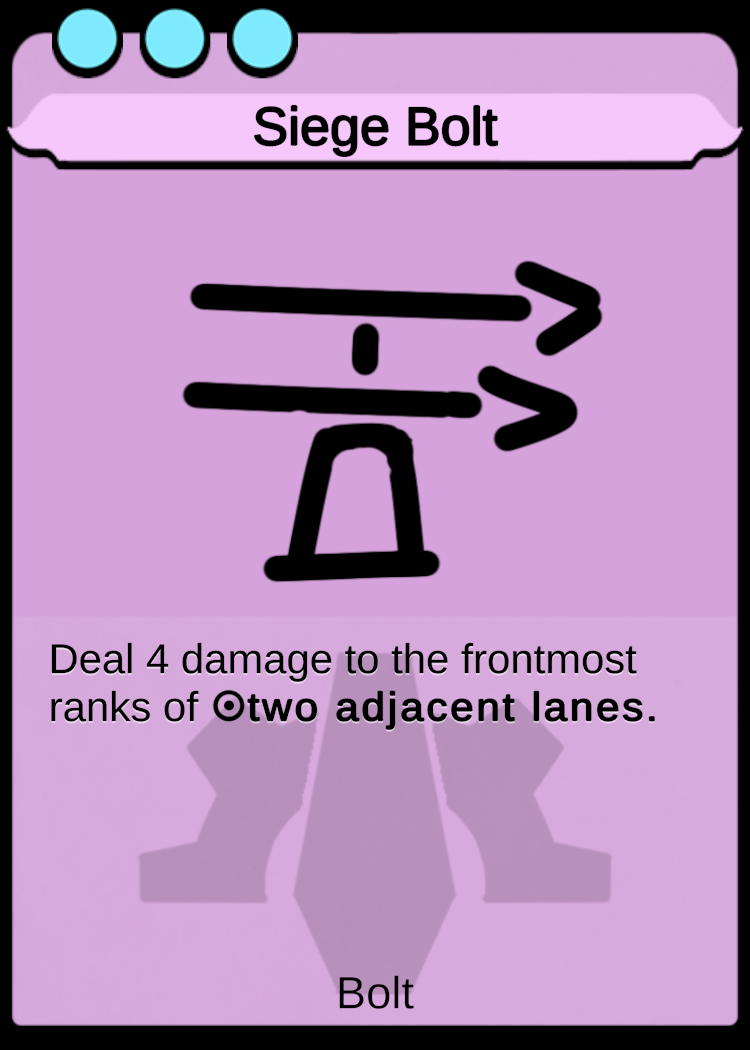 Siege Bolt
Deal 4 damage to the frontmost
ranks of ⊙two adjacent lanes.
Bolt